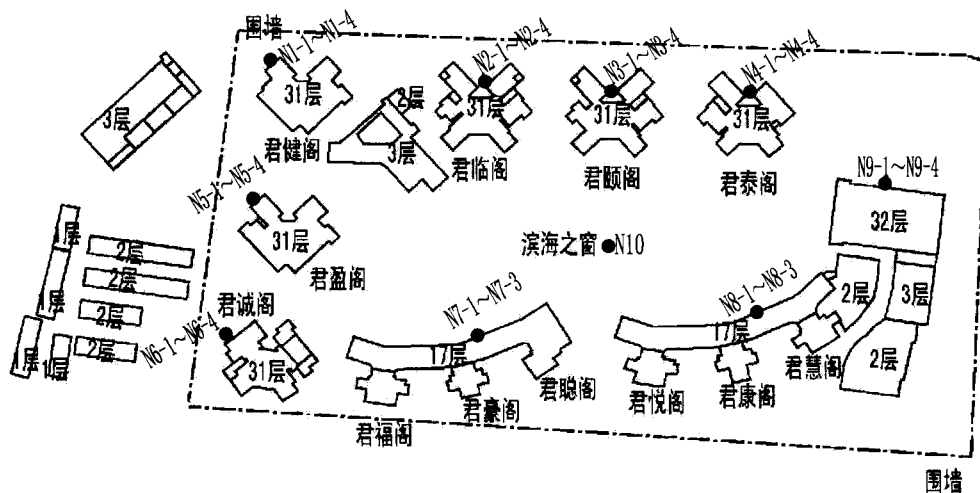 围墙
N1-1～N1-4
31层
君健阁
3层
2层
3层
N2-1～N2-4
31层
君临阁
N3-1～N3-4
31层
君颐阁
N4-1～N4-4
31层
君泰阁
N9-1～N9-4
32层
N5-1～N5-4
31层
君盈阁
滨海之窗
N10
1层
2层
2层
1层
2层
2层
1层
1层
君诚阁
N6-1～N6-4
31层
N7-1～N7-3
17层
君福阁
君豪阁
君聪阁
N8-1～N8-3
17层
君悦阁
君康阁
君慧阁
2层
3层
2层
围墙